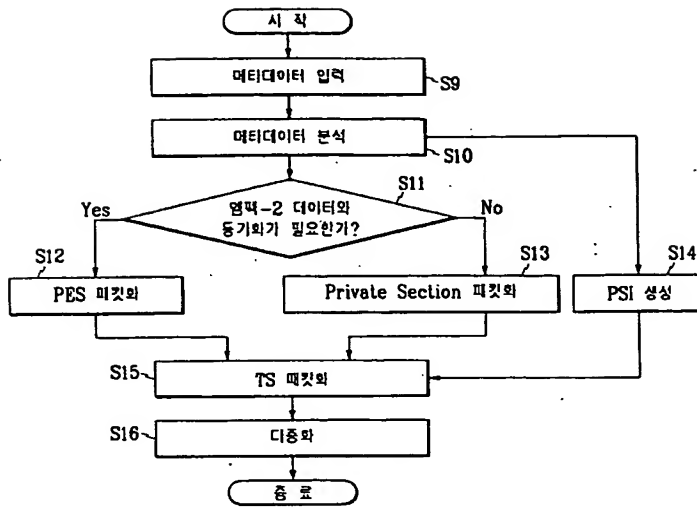 시 작
메타데이터 입력
S9
메타데이터 분석
S10
S11
엠펙-2 데이터와
동기화가 필요한가?
Yes
No
S12
S13
S14
PES 패킷화
Private Section 패킷화
PSI 생성
S15
TS 패킷화
S16
다중화
종 료